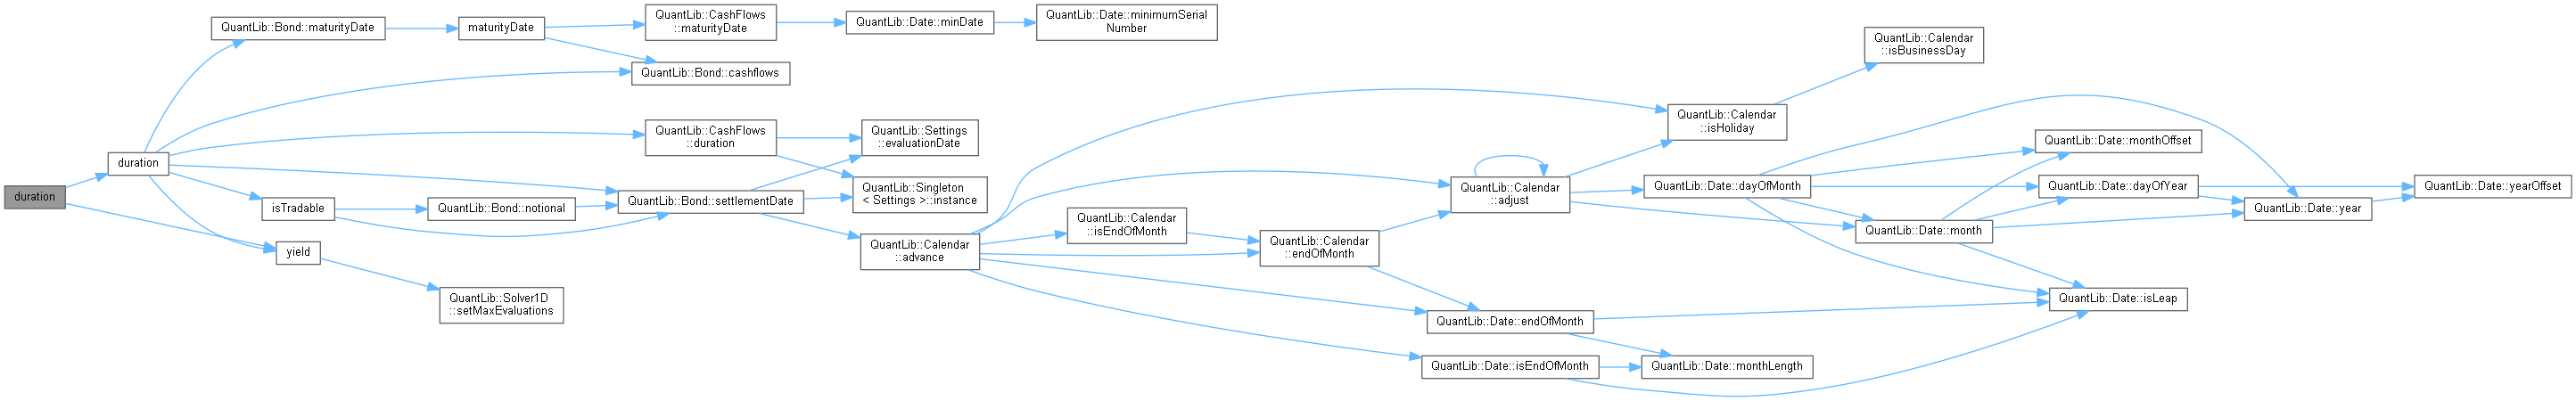 duration
duration
QuantLib::Bond::maturityDate
isTradable
yield
maturityDate
QuantLib::Bond::notional
QuantLib::Solver1D
::setMaxEvaluations
QuantLib::CashFlows
::maturityDate
QuantLib::Bond::cashflows
QuantLib::CashFlows
::duration
QuantLib::Bond::settlementDate
QuantLib::Date::minDate
QuantLib::Settings
::evaluationDate
QuantLib::Singleton
< Settings >::instance
QuantLib::Calendar
::advance
QuantLib::Date::minimumSerial
Number
QuantLib::Calendar
::isEndOfMonth
QuantLib::Calendar
::endOfMonth
QuantLib::Calendar
::adjust
QuantLib::Date::endOfMonth
QuantLib::Date::isEndOfMonth
QuantLib::Calendar
::isHoliday
QuantLib::Date::dayOfMonth
QuantLib::Date::monthLength
QuantLib::Calendar
::isBusinessDay
QuantLib::Date::month
QuantLib::Date::monthOffset
QuantLib::Date::dayOfYear
QuantLib::Date::isLeap
QuantLib::Date::year
QuantLib::Date::yearOffset